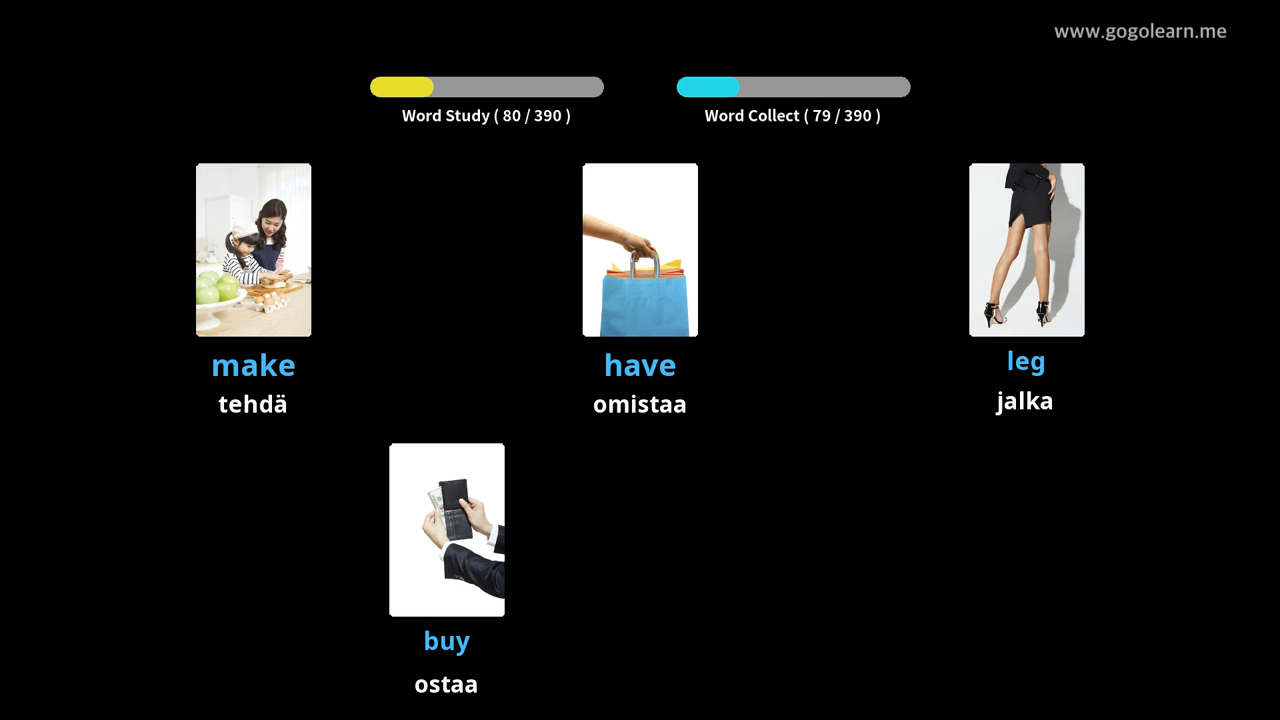 www.gogolearn.me
Word Study ( 80 / 390 )
Word Collect ( 79 / 390 )
make
tehdä
have
omistaa
leg
jalka
buy
ostaa